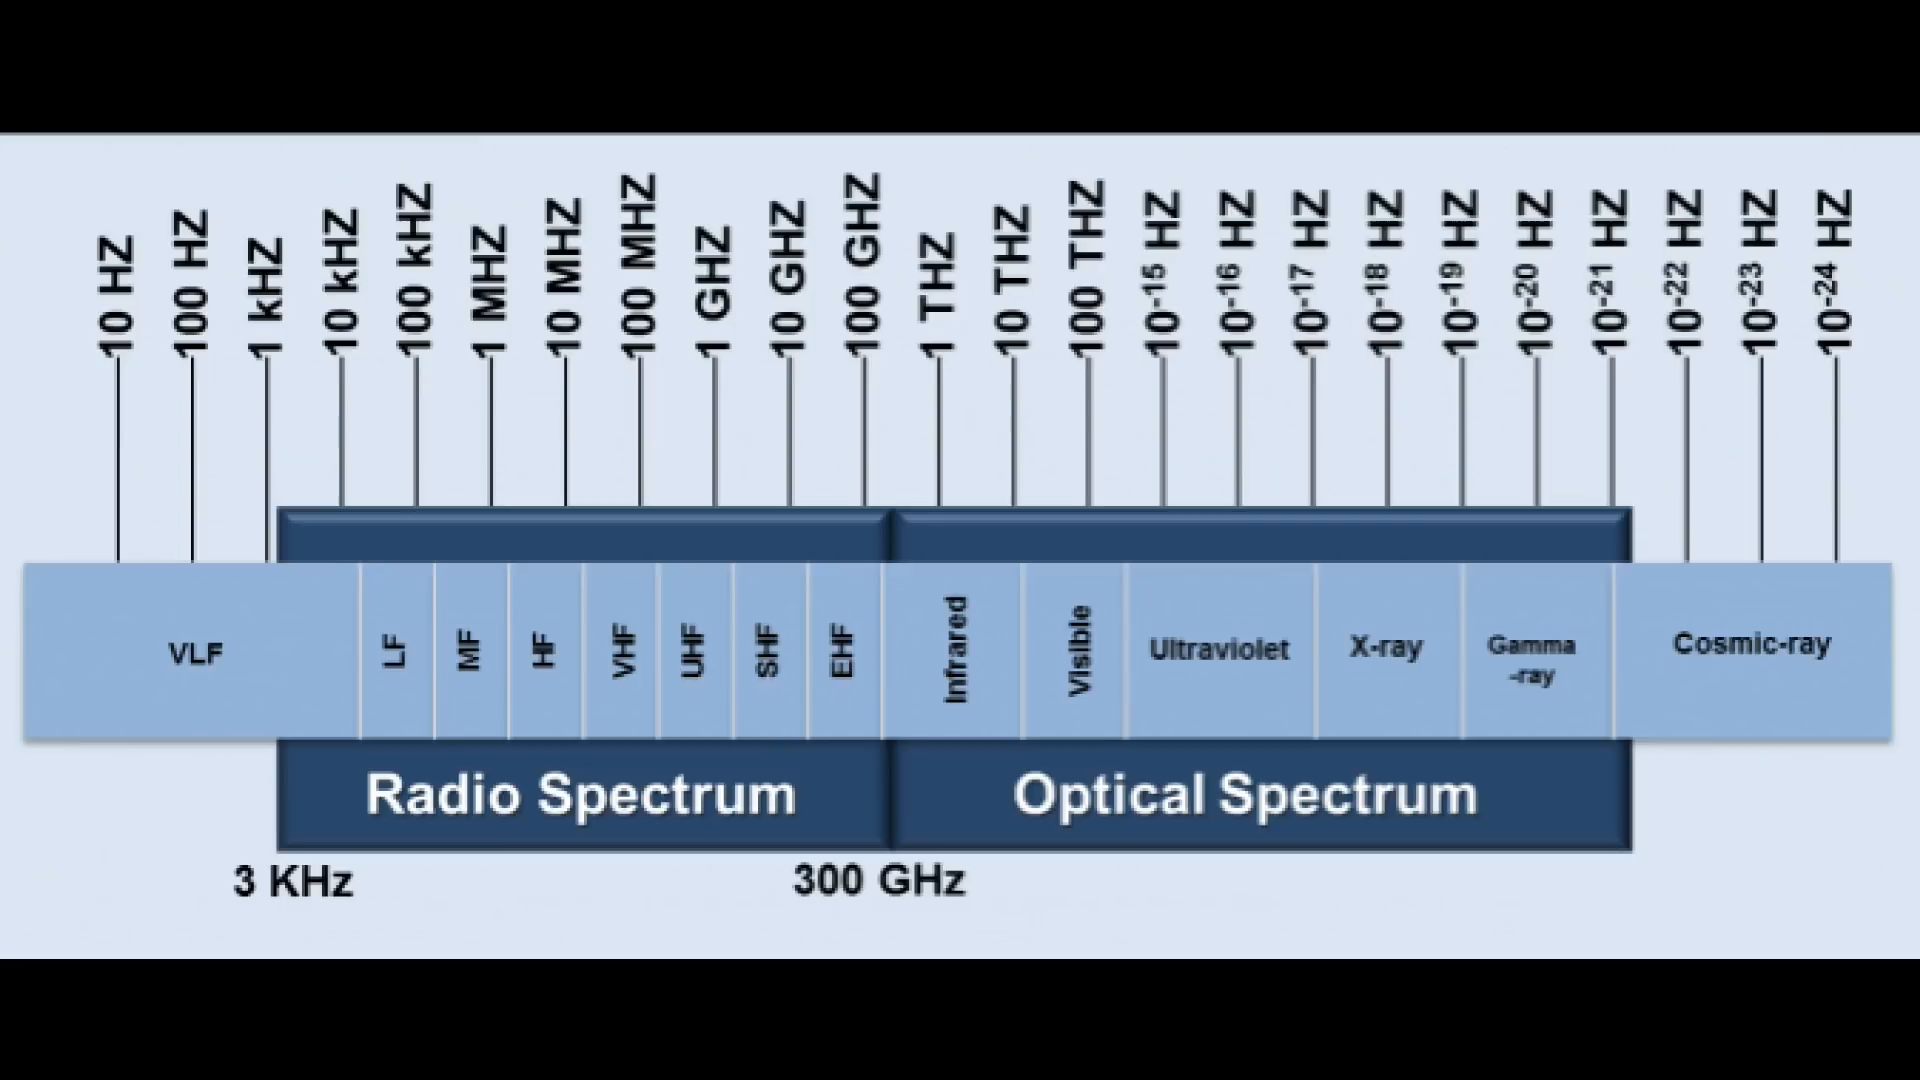 10 HZ
100 HZ
1 kHZ
10 kHZ
100 kHZ
1 MHZ
10 MHZ
100 MHZ
1 GHZ
10 GHZ
100 GHZ
1 THZ
10 THZ
100 THZ
10⁻¹⁵ HZ
10⁻¹⁶ HZ
10⁻¹⁷ HZ
10⁻¹⁸ HZ
10⁻¹⁹ HZ
10⁻²⁰ HZ
10⁻²¹ HZ
10⁻²² HZ
10⁻²³ HZ
10⁻²⁴ HZ
VLF
LF
MF
HF
VHF
UHF
SHF
EHF
Infrared
Visible
Ultraviolet
X-ray
Gamma
-ray
Cosmic-ray
Radio Spectrum
Optical Spectrum
3 KHz
300 GHz